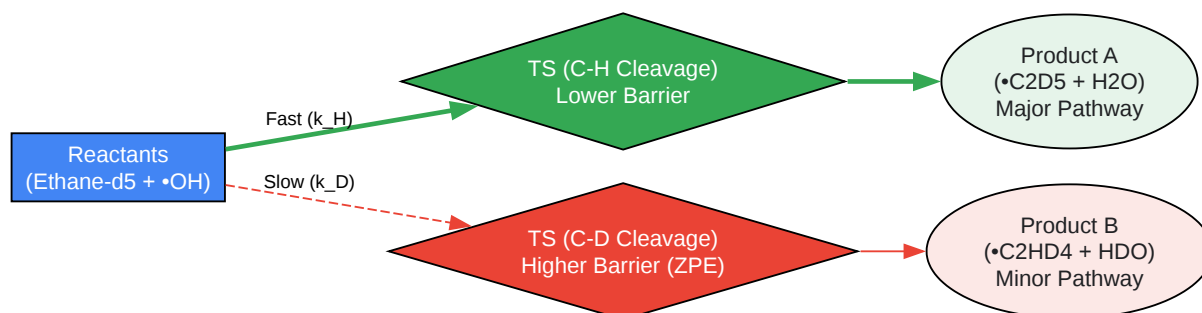 Reactants
(Ethane-d5 + •OH)
Fast (k_H)
Slow (k_D)
TS (C-H Cleavage)
Lower Barrier
TS (C-D Cleavage)
Higher Barrier (ZPE)
Product A
(•C2D5 + H2O)
Major Pathway
Product B
(•C2HD4 + HDO)
Minor Pathway